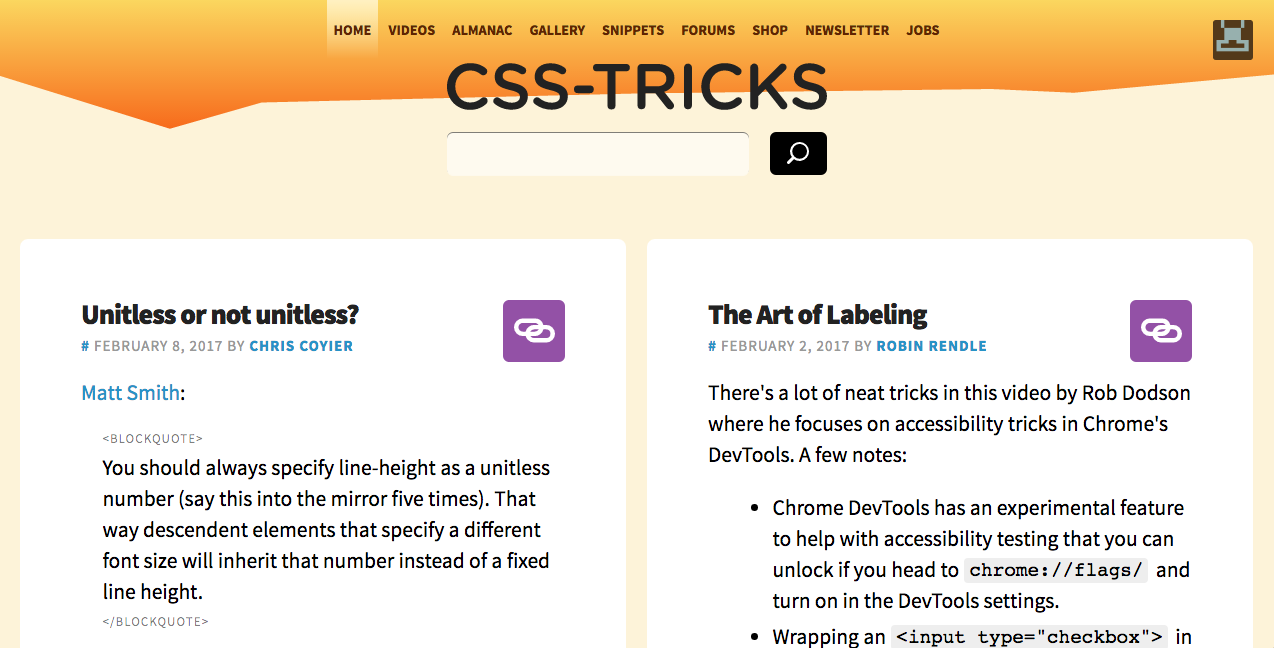 HOME VIDEOS ALMANAC GALLERY SNIPPETS FORUMS SHOP NEWSLETTER JOBS
CSS-TRICKS
Unitless or not unitless?
# FEBRUARY 8, 2017 BY CHRIS COYIER
Matt Smith:
<BLOCKQUOTE>
You should always specify line-height as a unitless
number (say this into the mirror five times). That
way descendent elements that specify a different
font size will inherit that number instead of a fixed
line height.
</BLOCKQUOTE>
The Art of Labeling
# FEBRUARY 2, 2017 BY ROBIN RENDLE
There's a lot of neat tricks in this video by Rob Dodson
where he focuses on accessibility tricks in Chrome's
DevTools. A few notes:
• Chrome DevTools has an experimental feature
to help with accessibility testing that you can
unlock if you head to chrome://flags/ and
turn on in the DevTools settings.
• Wrapping an <input type="checkbox"> in